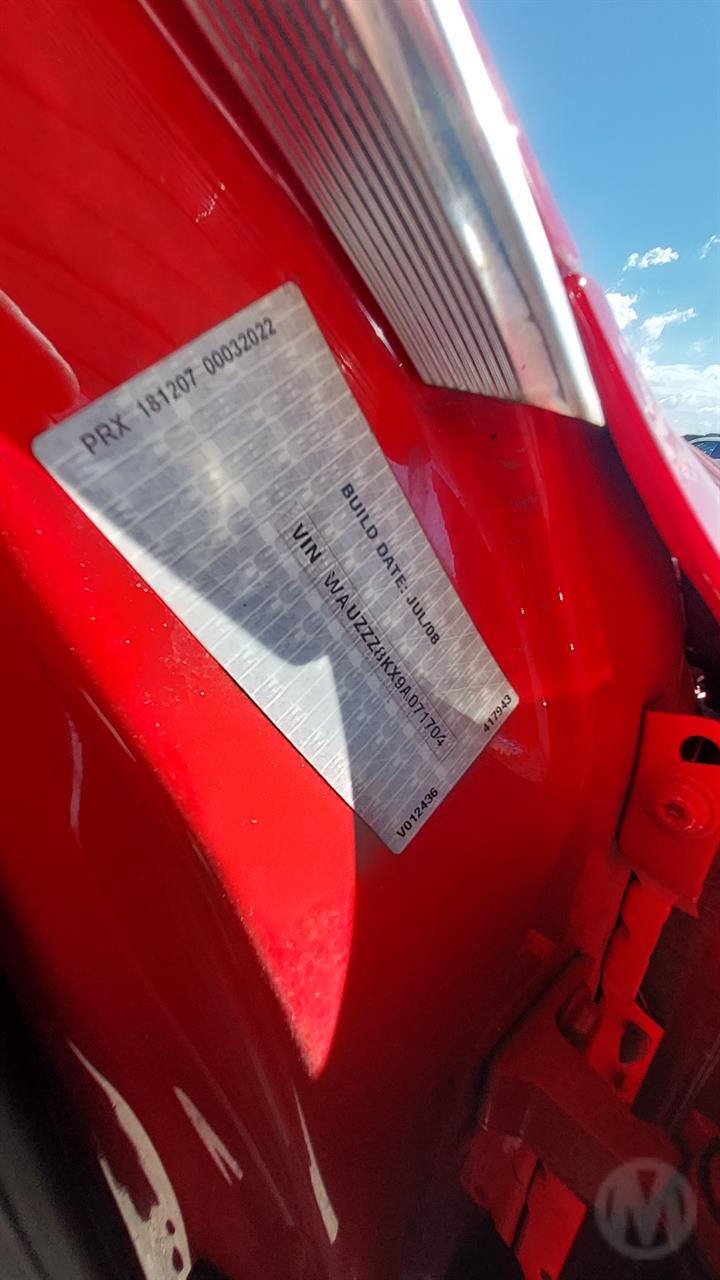 PRX 181207 00032022
BUILD DATE: JUL/08
VIN WAUZZZ8KX9A071704
417943
V012436
M